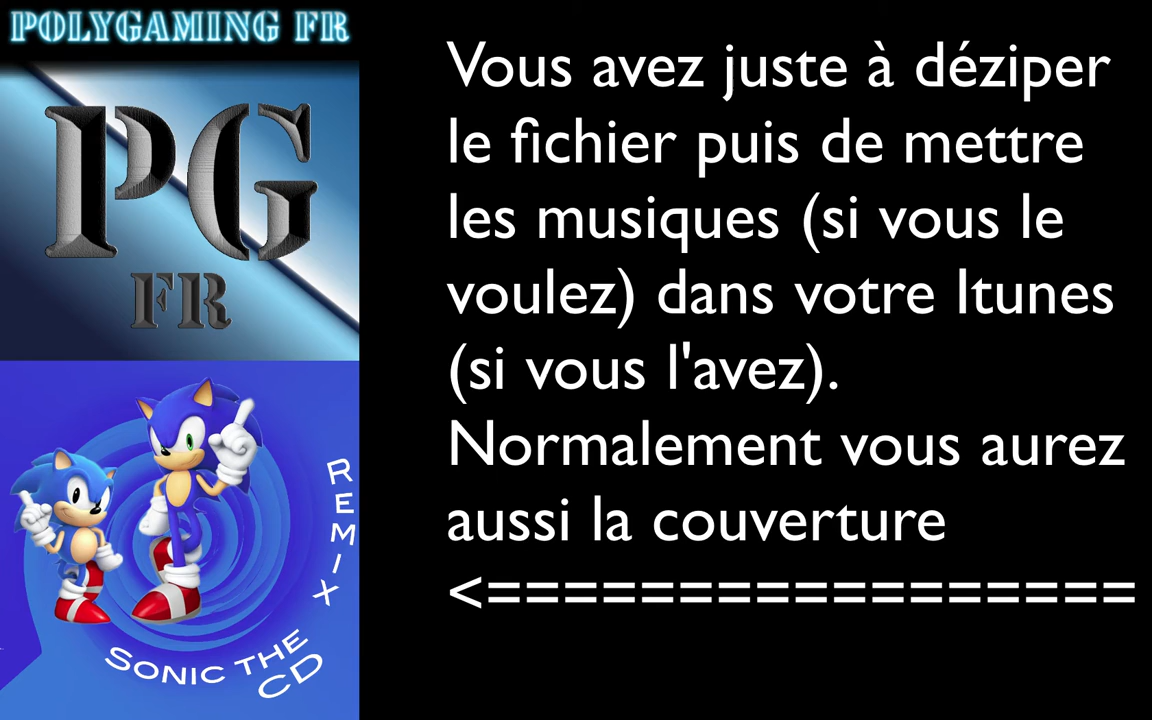 POLYGAMING FR
PG
FR
REMIX
SONIC THE
CD
Vous avez juste à déziper
le fichier puis de mettre
les musiques (si vous le
voulez) dans votre Itunes
(si vous l'avez).
Normalement vous aurez
aussi la couverture
<=================